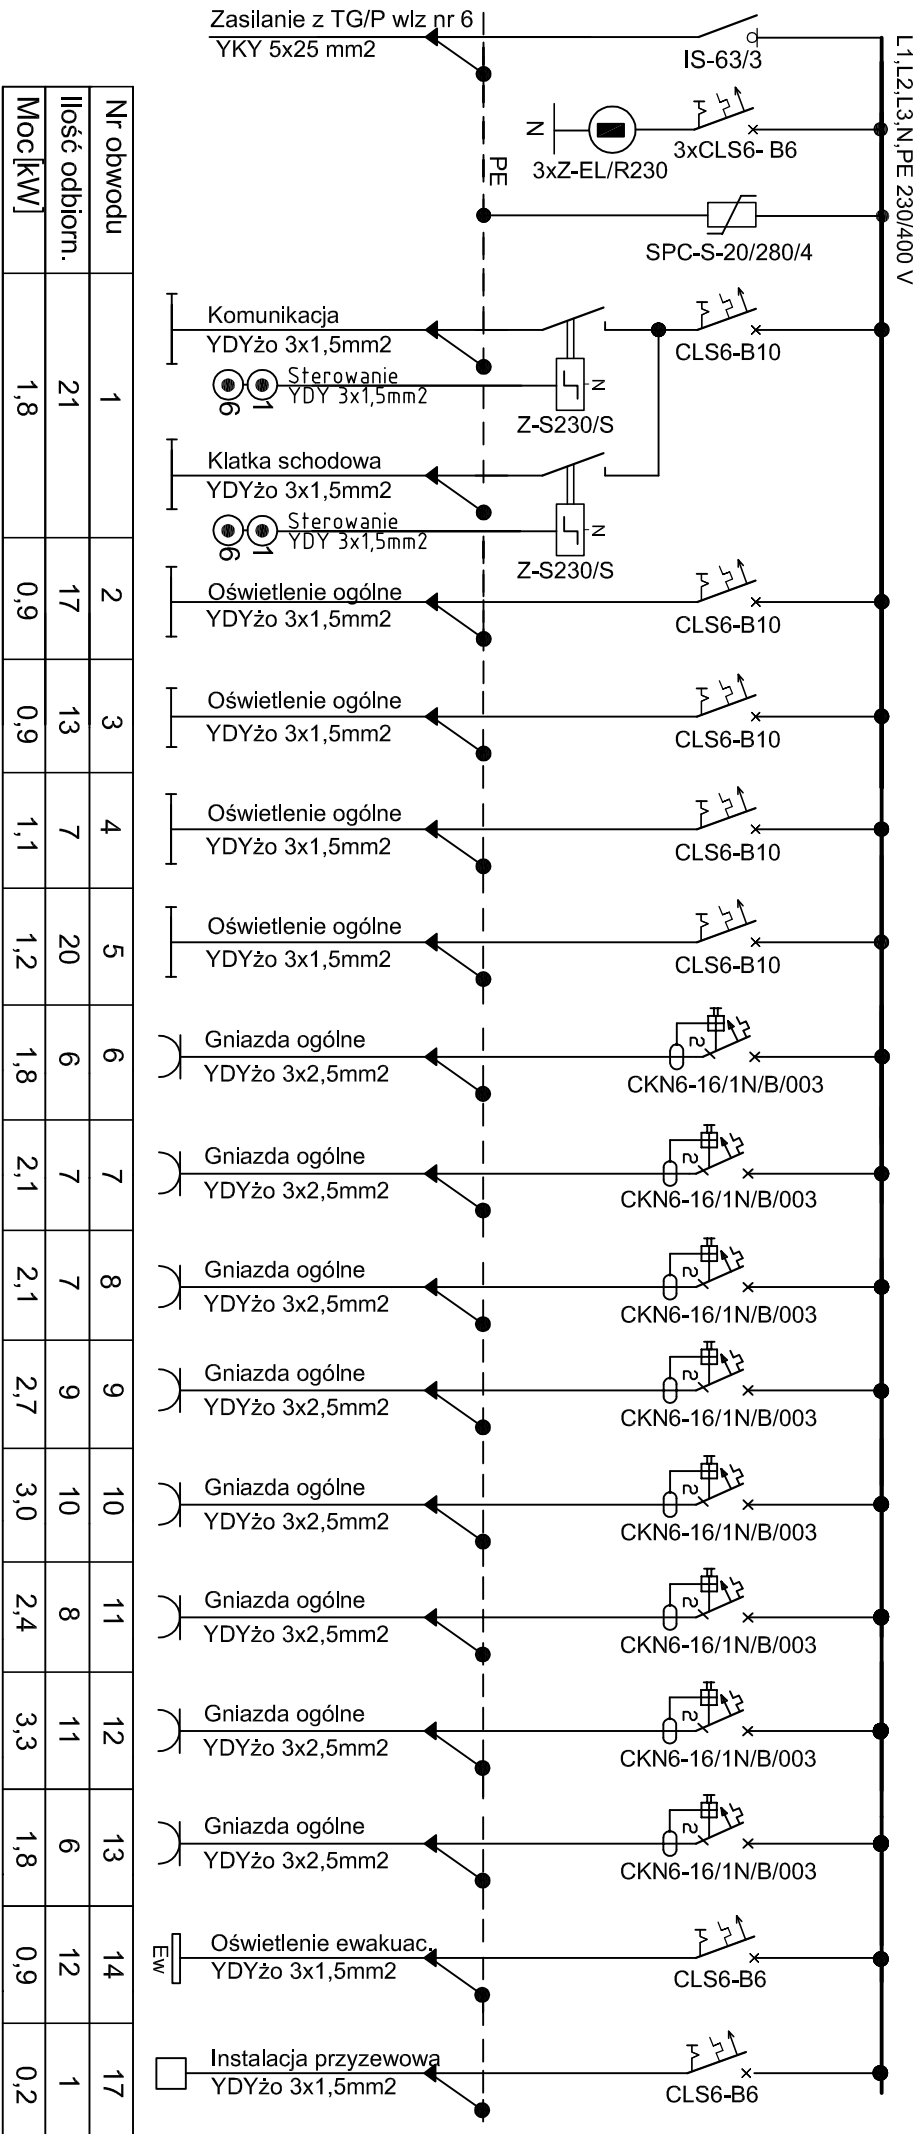 Zasilanie z TG/P wlz nr 6
YKY 5x25 mm2
IS-63/3
L1,L2,L3,N,PE 230/400 V
N
3xZ-EL/R230
3xCLS6- B6
PE
SPC-S-20/280/4
Komunikacja
YDYżo 3x1,5mm2
CLS6-B10
Sterowanie
YDY 3x1,5mm2
1
6
N
Z-S230/S
Klatka schodowa
YDYżo 3x1,5mm2
Sterowanie
YDY 3x1,5mm2
1
6
N
Z-S230/S
Oświetlenie ogólne
YDYżo 3x1,5mm2
CLS6-B10
Oświetlenie ogólne
YDYżo 3x1,5mm2
CLS6-B10
Oświetlenie ogólne
YDYżo 3x1,5mm2
CLS6-B10
Oświetlenie ogólne
YDYżo 3x1,5mm2
CLS6-B10
Gniazda ogólne
YDYżo 3x2,5mm2
2
CKN6-16/1N/B/003
Gniazda ogólne
YDYżo 3x2,5mm2
2
CKN6-16/1N/B/003
Gniazda ogólne
YDYżo 3x2,5mm2
2
CKN6-16/1N/B/003
Gniazda ogólne
YDYżo 3x2,5mm2
2
CKN6-16/1N/B/003
Gniazda ogólne
YDYżo 3x2,5mm2
2
CKN6-16/1N/B/003
Gniazda ogólne
YDYżo 3x2,5mm2
2
CKN6-16/1N/B/003
Gniazda ogólne
YDYżo 3x2,5mm2
2
CKN6-16/1N/B/003
Gniazda ogólne
YDYżo 3x2,5mm2
2
CKN6-16/1N/B/003
Ew
Oświetlenie ewakuac.
YDYżo 3x1,5mm2
CLS6-B6
Instalacja przyzewowa
YDYżo 3x1,5mm2
CLS6-B6
Nr obwodu 1 2 3 4 5 6 7 8 9 10 11 12 13 14 17
Ilość odbiorn. 21 17 13 7 20 6 7 7 9 10 8 11 6 12 1
Moc[kW] 1,8 0,9 0,9 1,1 1,2 1,8 2,1 2,1 2,7 3,0 2,4 3,3 1,8 0,9 0,2